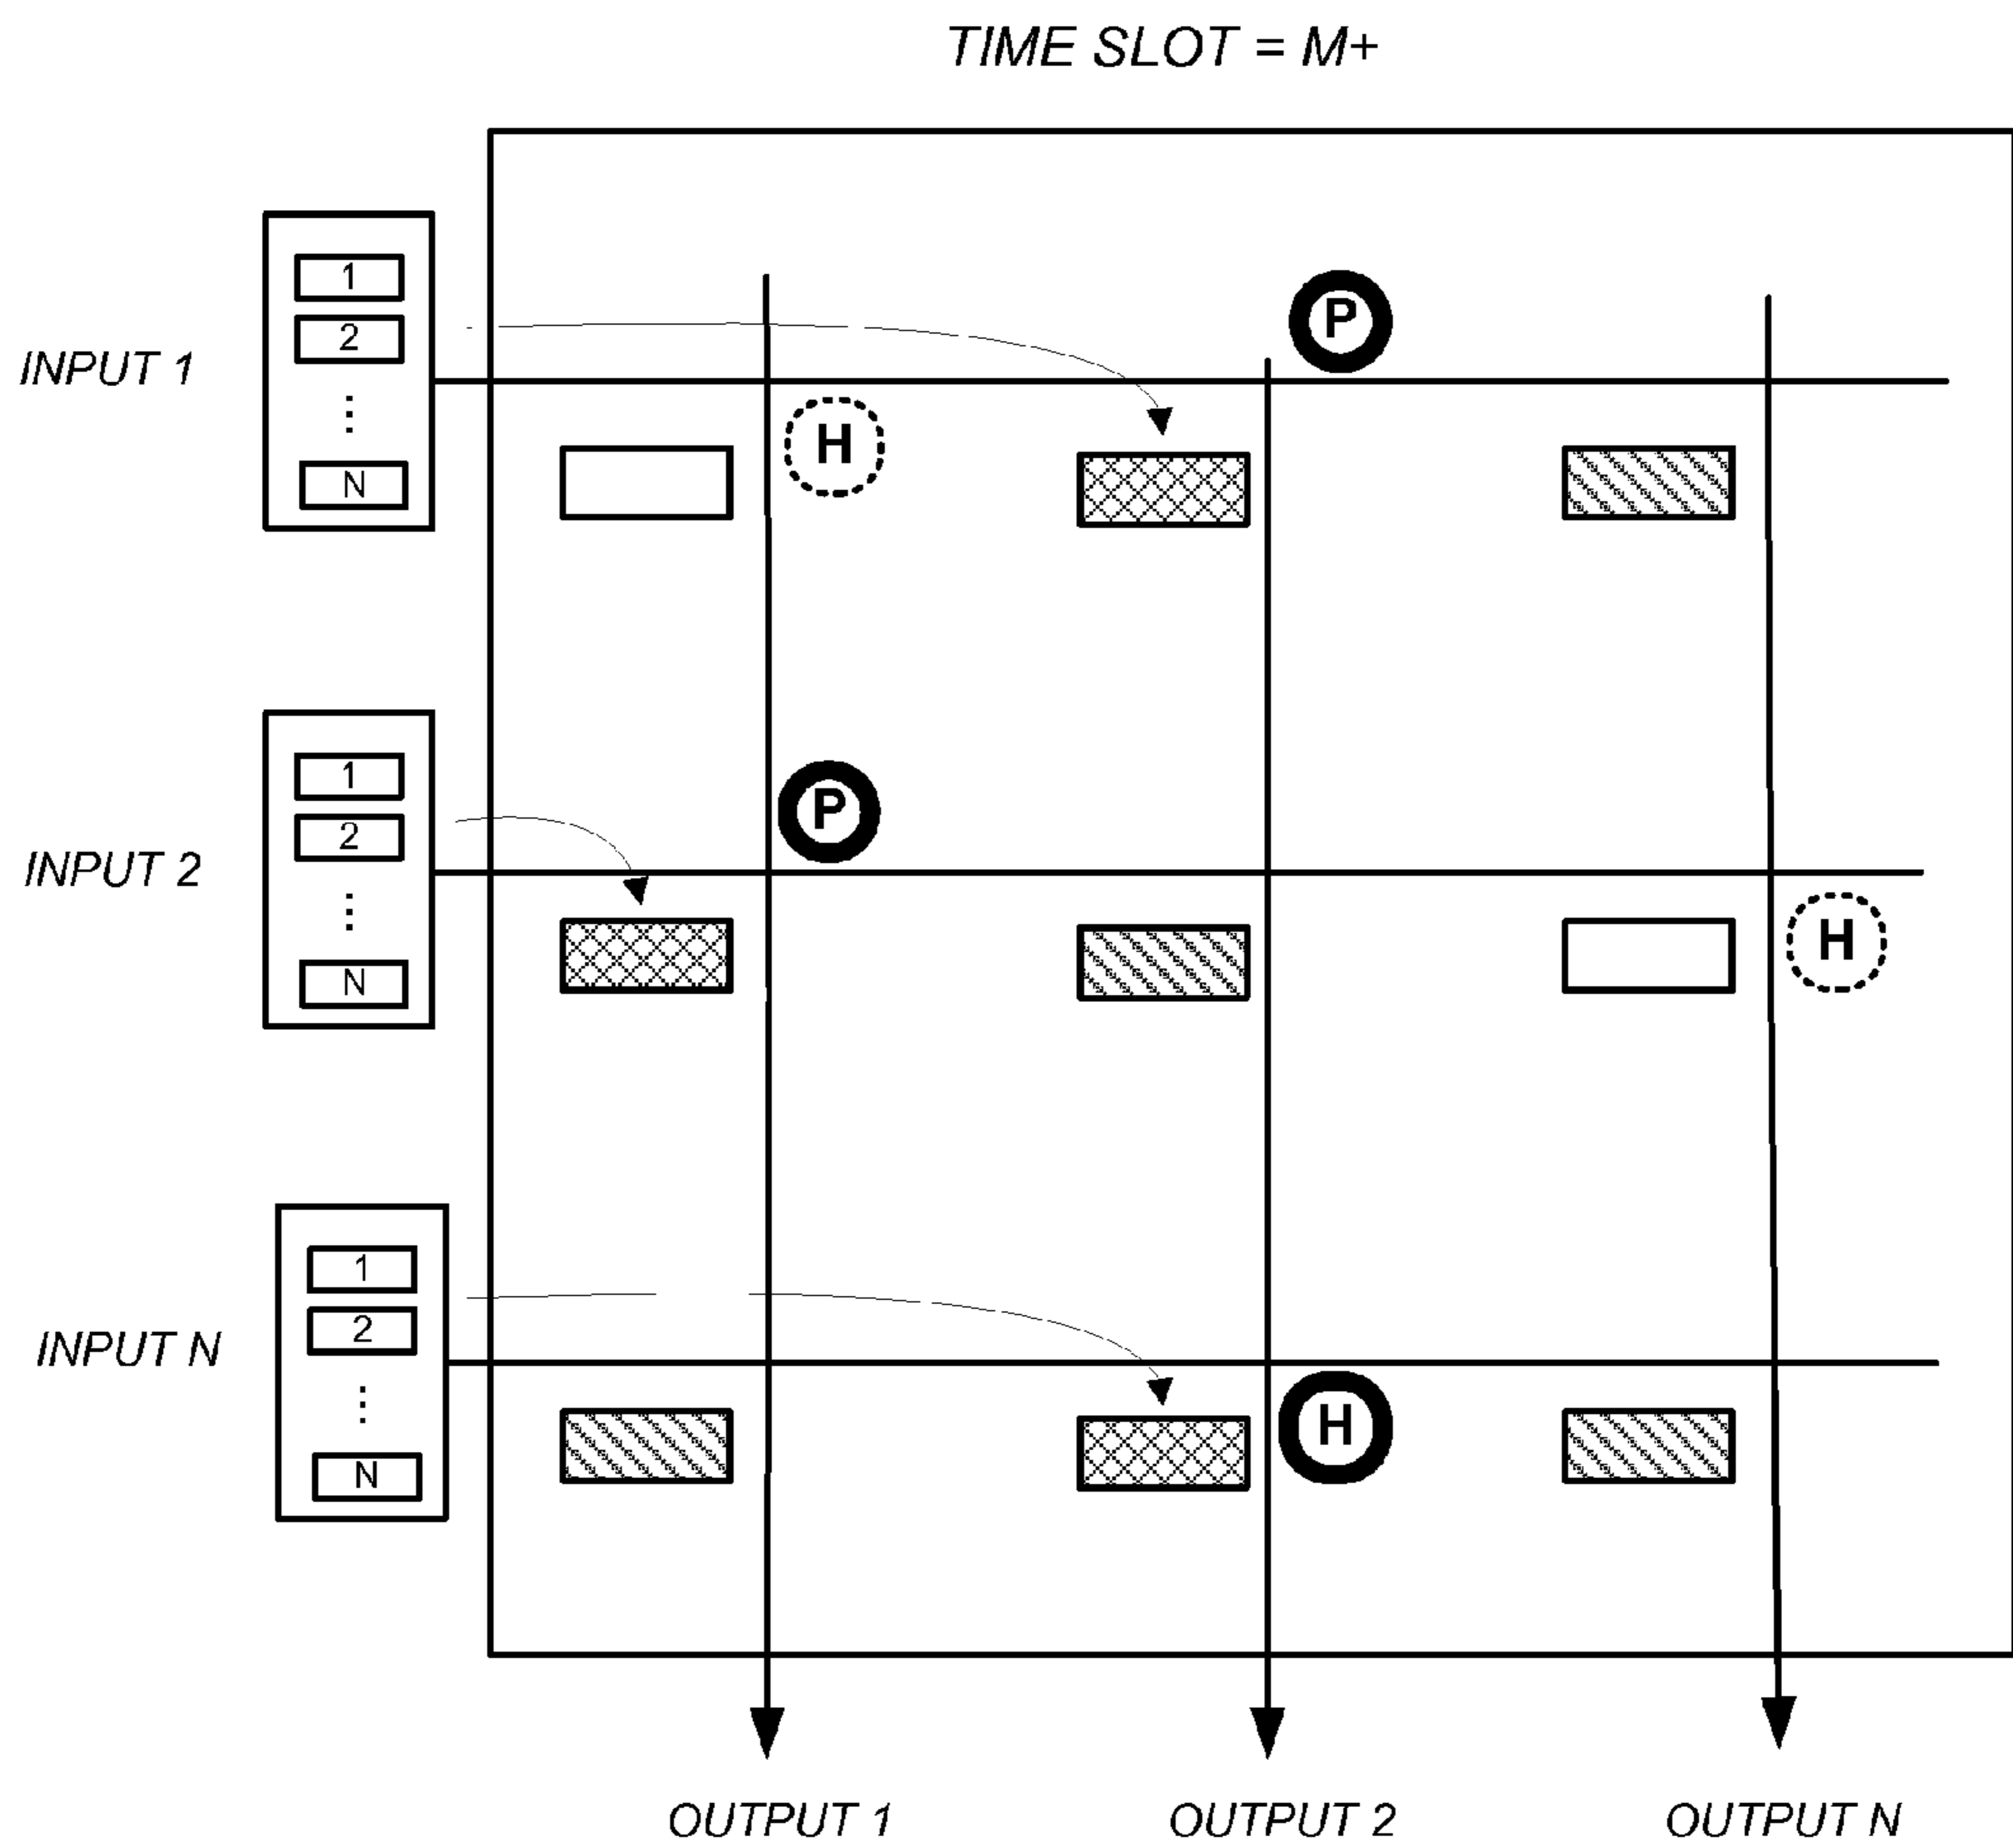 TIME SLOT = M+
1
2
⋮
N
INPUT 1
P
H
1
2
⋮
N
INPUT 2
P
H
1
2
⋮
N
INPUT N
H
OUTPUT 1
OUTPUT 2
OUTPUT N